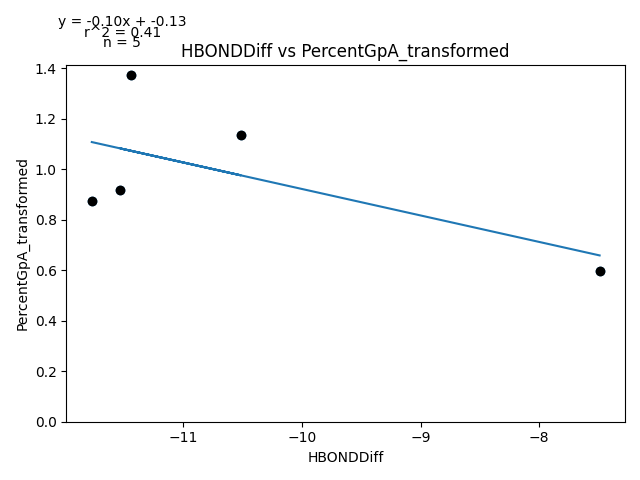 y = -0.10x + -0.13
r^2 = 0.41
n = 5
HBONDDiff vs PercentGpA_transformed
1.4
1.2
1.0
0.8
0.6
0.4
0.2
0.0
PercentGpA_transformed
−11
−10
−9
−8
HBONDDiff